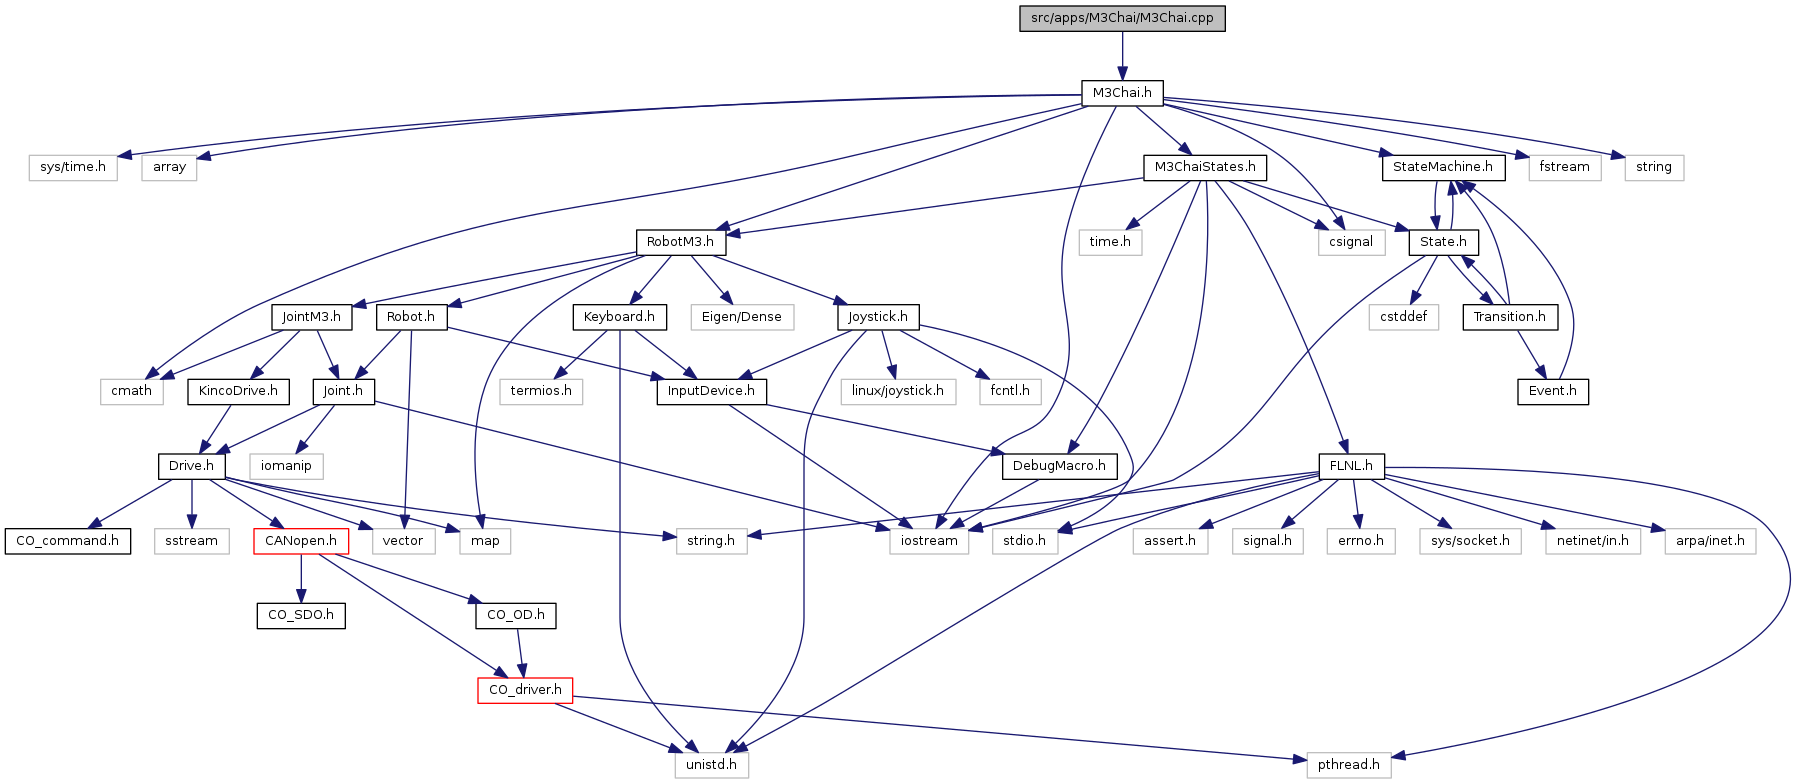 src/apps/M3Chai/M3Chai.cpp
M3Chai.h
sys/time.h
array
M3ChaiStates.h
StateMachine.h
fstream
string
RobotM3.h
time.h
csignal
State.h
JointM3.h
Robot.h
Keyboard.h
Eigen/Dense
Joystick.h
cstddef
Transition.h
cmath
KincoDrive.h
Joint.h
termios.h
InputDevice.h
linux/joystick.h
fcntl.h
Event.h
Drive.h
iomanip
DebugMacro.h
FLNL.h
CO_command.h
sstream
CANopen.h
vector
map
string.h
iostream
stdio.h
assert.h
signal.h
errno.h
sys/socket.h
netinet/in.h
arpa/inet.h
CO_SDO.h
CO_OD.h
CO_driver.h
unistd.h
pthread.h